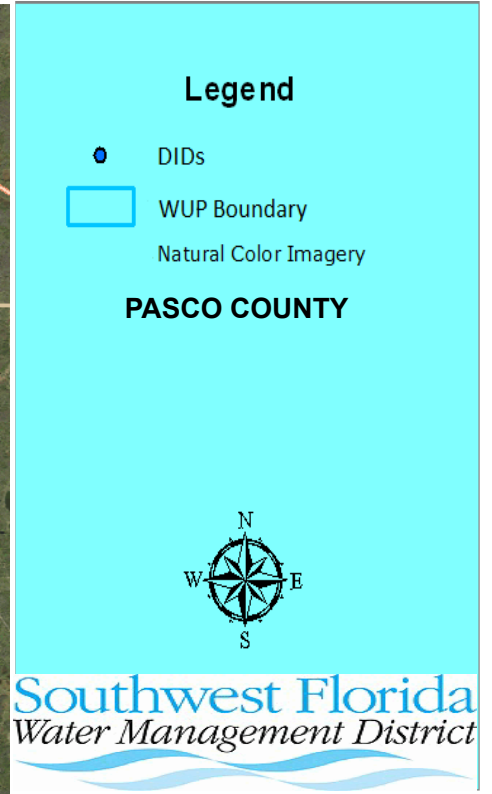 Legend
DIDs
WUP Boundary
Natural Color Imagery
PASCO COUNTY
N
W E
S
Southwest Florida
Water Management District